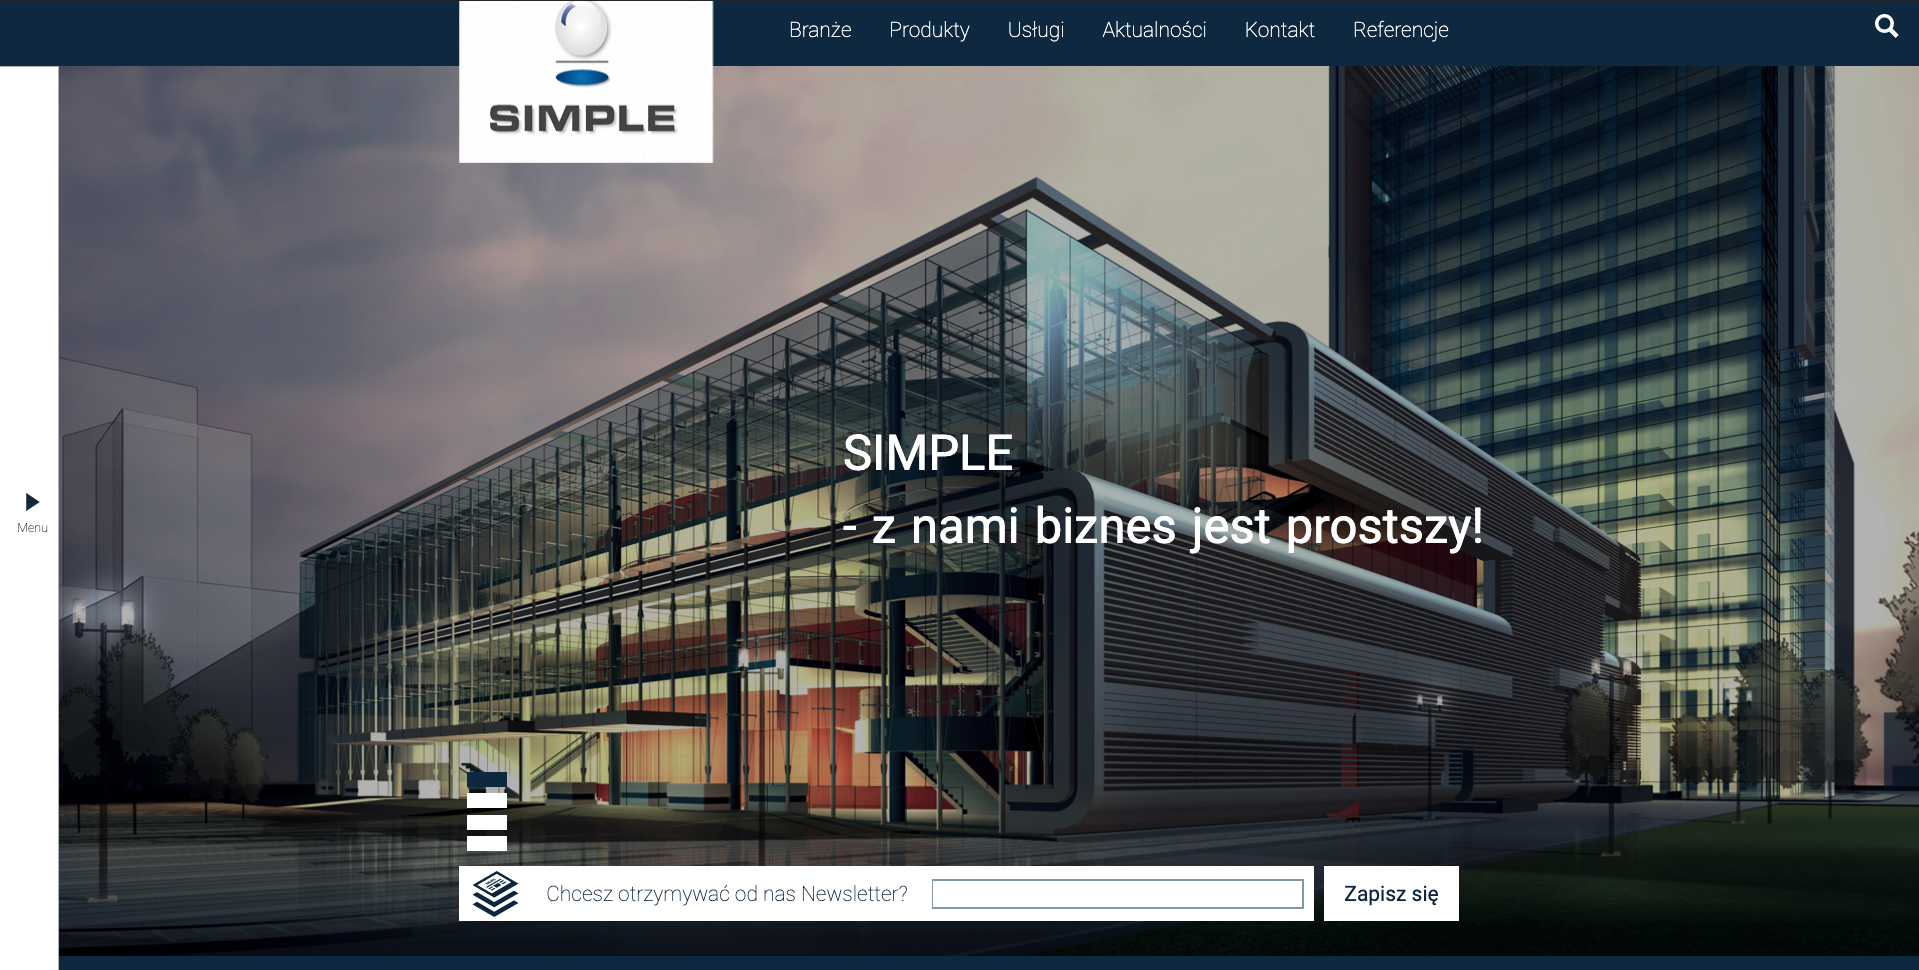 SIMPLE
Branże Produkty Usługi Aktualności Kontakt Referencje
SIMPLE
- z nami biznes jest prostszy!
Menu
Chcesz otrzymywać od nas Newsletter? Zapisz się